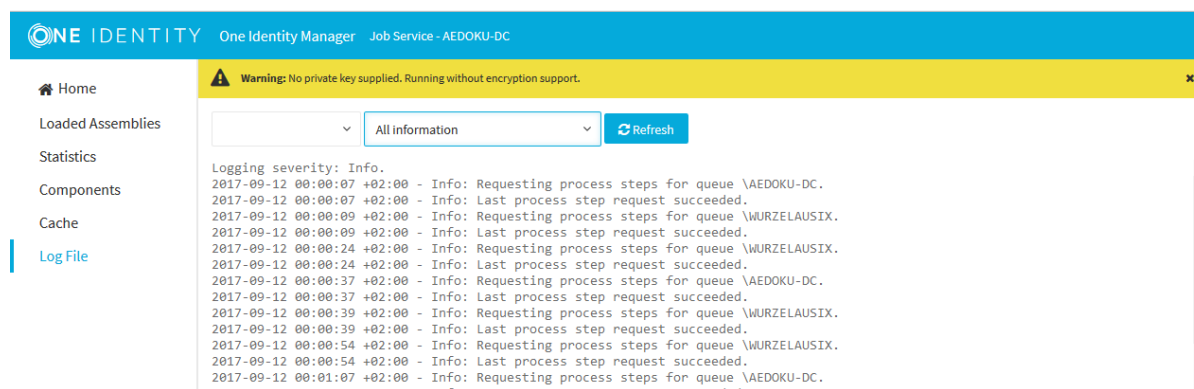 ONE IDENTITY One Identity Manager Job Service - AEDOKU-DC
Home
Loaded Assemblies
Statistics
Components
Cache
Log File
Warning: No private key supplied. Running without encryption support.
All information
Refresh
Logging severity: Info.
2017-09-12 00:00:07 +02:00 - Info: Requesting process steps for queue \AEDOKU-DC.
2017-09-12 00:00:07 +02:00 - Info: Last process step request succeeded.
2017-09-12 00:00:09 +02:00 - Info: Requesting process steps for queue \WURZELAUSIX.
2017-09-12 00:00:09 +02:00 - Info: Last process step request succeeded.
2017-09-12 00:00:24 +02:00 - Info: Requesting process steps for queue \WURZELAUSIX.
2017-09-12 00:00:24 +02:00 - Info: Last process step request succeeded.
2017-09-12 00:00:37 +02:00 - Info: Requesting process steps for queue \AEDOKU-DC.
2017-09-12 00:00:37 +02:00 - Info: Last process step request succeeded.
2017-09-12 00:00:39 +02:00 - Info: Requesting process steps for queue \WURZELAUSIX.
2017-09-12 00:00:39 +02:00 - Info: Last process step request succeeded.
2017-09-12 00:00:54 +02:00 - Info: Requesting process steps for queue \WURZELAUSIX.
2017-09-12 00:00:54 +02:00 - Info: Last process step request succeeded.
2017-09-12 00:01:07 +02:00 - Info: Requesting process steps for queue \AEDOKU-DC.